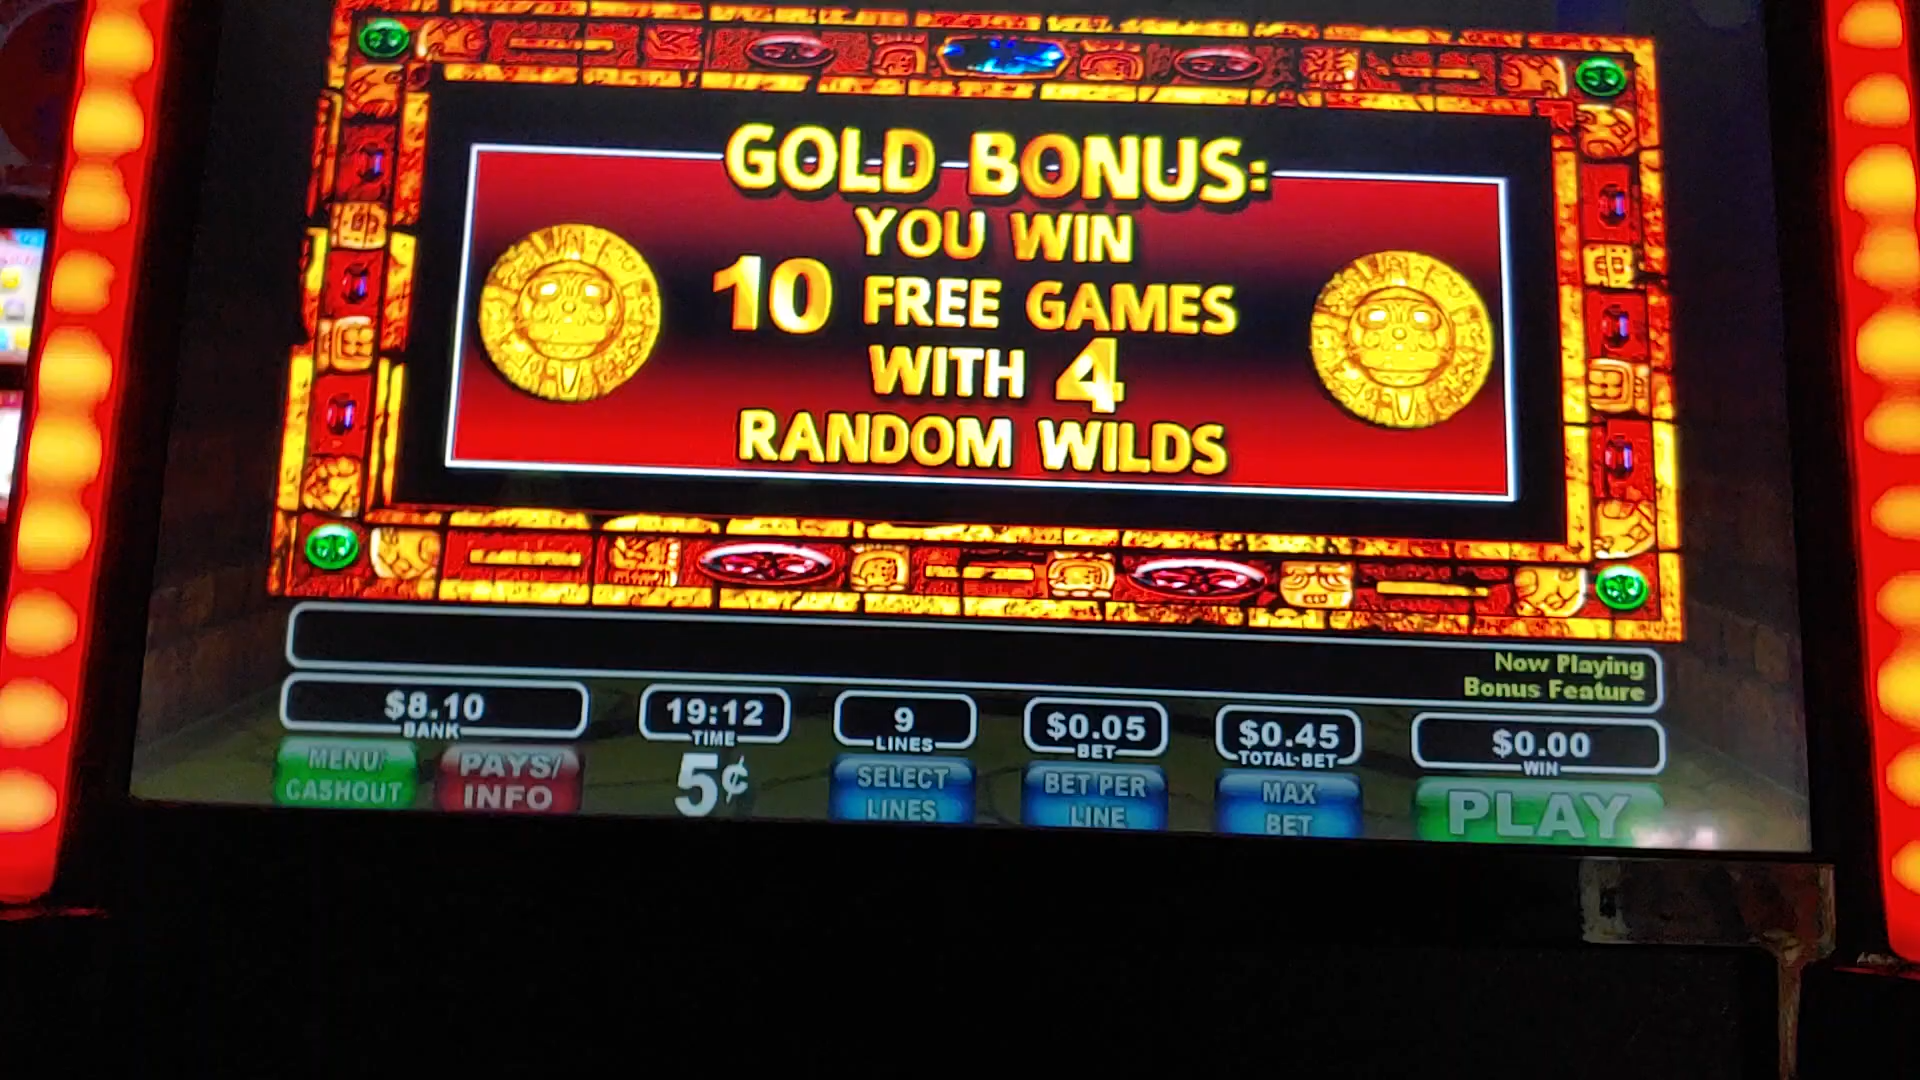 GOLD BONUS:
YOU WIN
10 FREE GAMES
WITH 4
RANDOM WILDS
Now Playing
Bonus Feature
$8.10
BANK
19:12
TIME
9
LINES
$0.05
BET
$0.45
TOTAL BET
$0.00
WIN
MENU/
CASHOUT
PAYS/
INFO
5¢
SELECT
LINES
BET PER
LINE
MAX
BET
PLAY